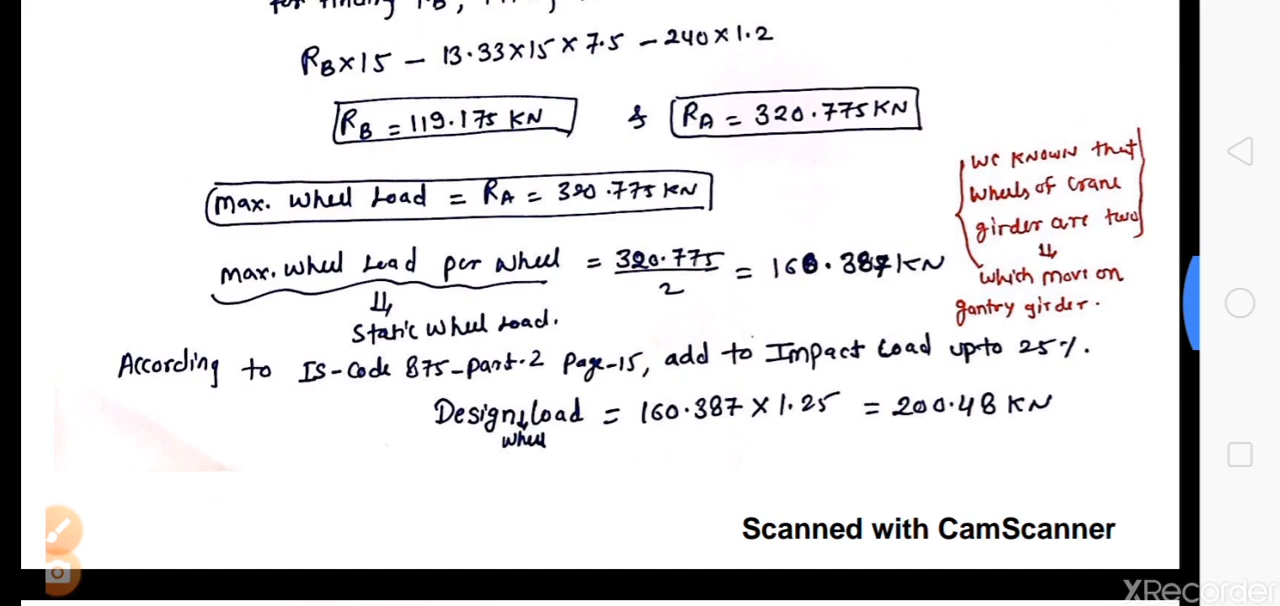 for finding RB,
RB×15 - 13.33×15×7.5 - 240×1.2
RB = 119.175 KN & RA = 320.775 KN
max. wheel Load = RA = 320.775 KN
max. wheel Load per wheel = 320.775/2 = 160.387 KN
we known that
wheels of crane
girder are two
⇓
which move on
gantry girder.
⇓
Static wheel Load.
According to IS-Code 875-part-2 page-15, add to Impact Load upto 25%.
Design wheel load = 160.387 × 1.25 = 200.48 KN
Scanned with CamScanner
XRecorder